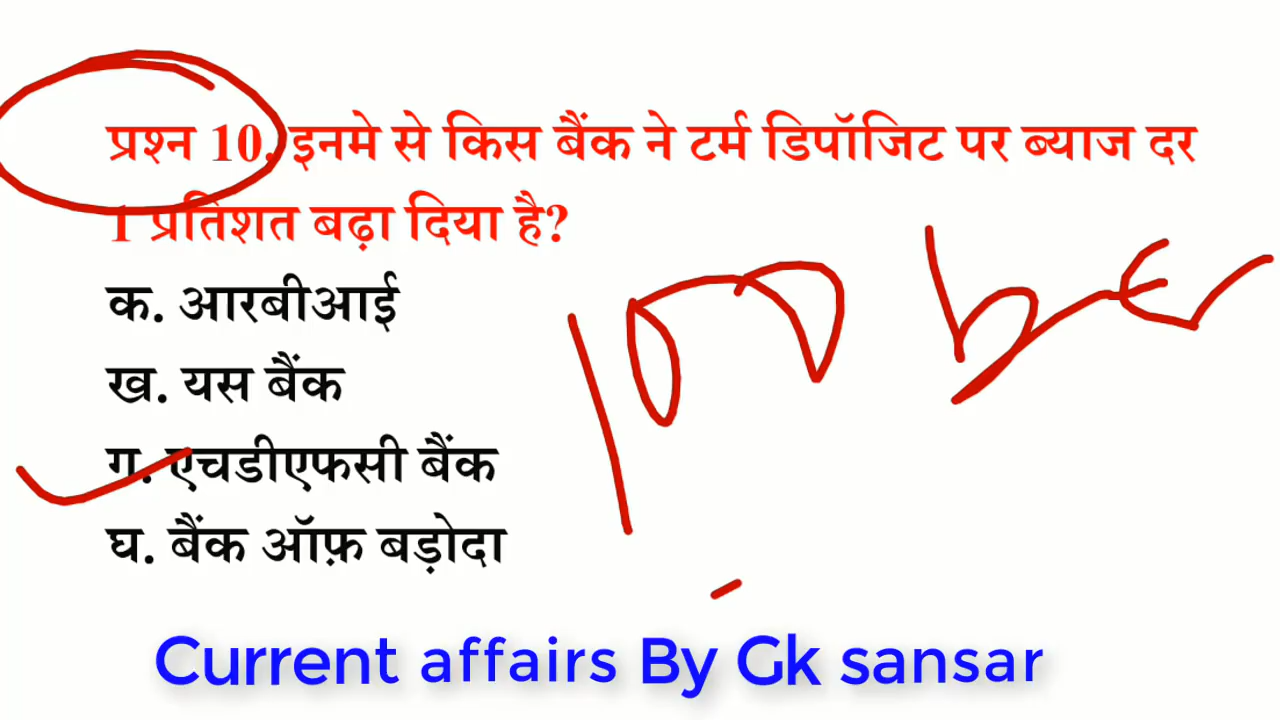 प्रश्न 10. इनमे से किस बैंक ने टर्म डिपॉजिट पर ब्याज दर
1 प्रतिशत बढ़ा दिया है?
क. आरबीआई
ख. यस बैंक
ग. एचडीएफसी बैंक
घ. बैंक ऑफ़ बड़ोदा
Current affairs By Gk sansar